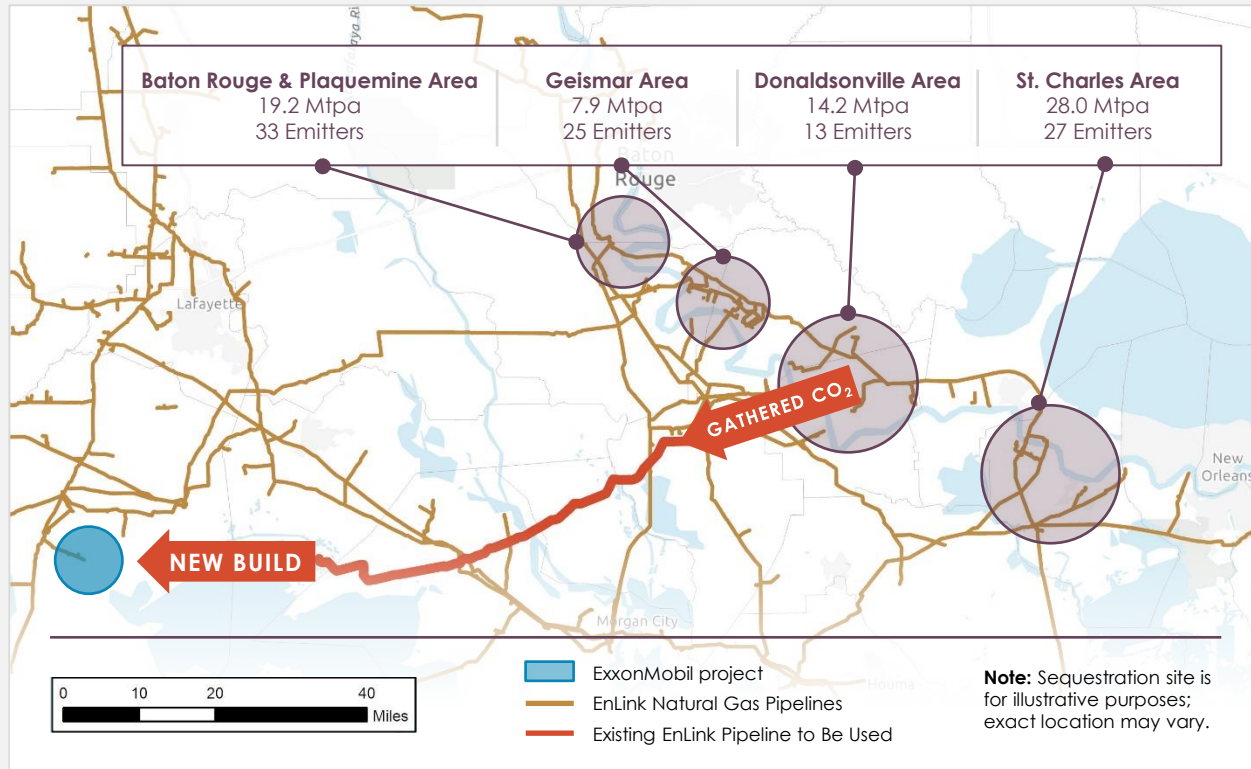 Baton Rouge & Plaquemine Area
19.2 Mtpa
33 Emitters
Geismar Area
7.9 Mtpa
25 Emitters
Donaldsonville Area
14.2 Mtpa
13 Emitters
St. Charles Area
28.0 Mtpa
27 Emitters
Baton
Rouge
Lafayette
GATHERED CO₂
New
Orleans
NEW BUILD
Morgan City
Houma
0 10 20 40
Miles
ExxonMobil project
EnLink Natural Gas Pipelines
Existing EnLink Pipeline to Be Used
Note: Sequestration site is
for illustrative purposes;
exact location may vary.